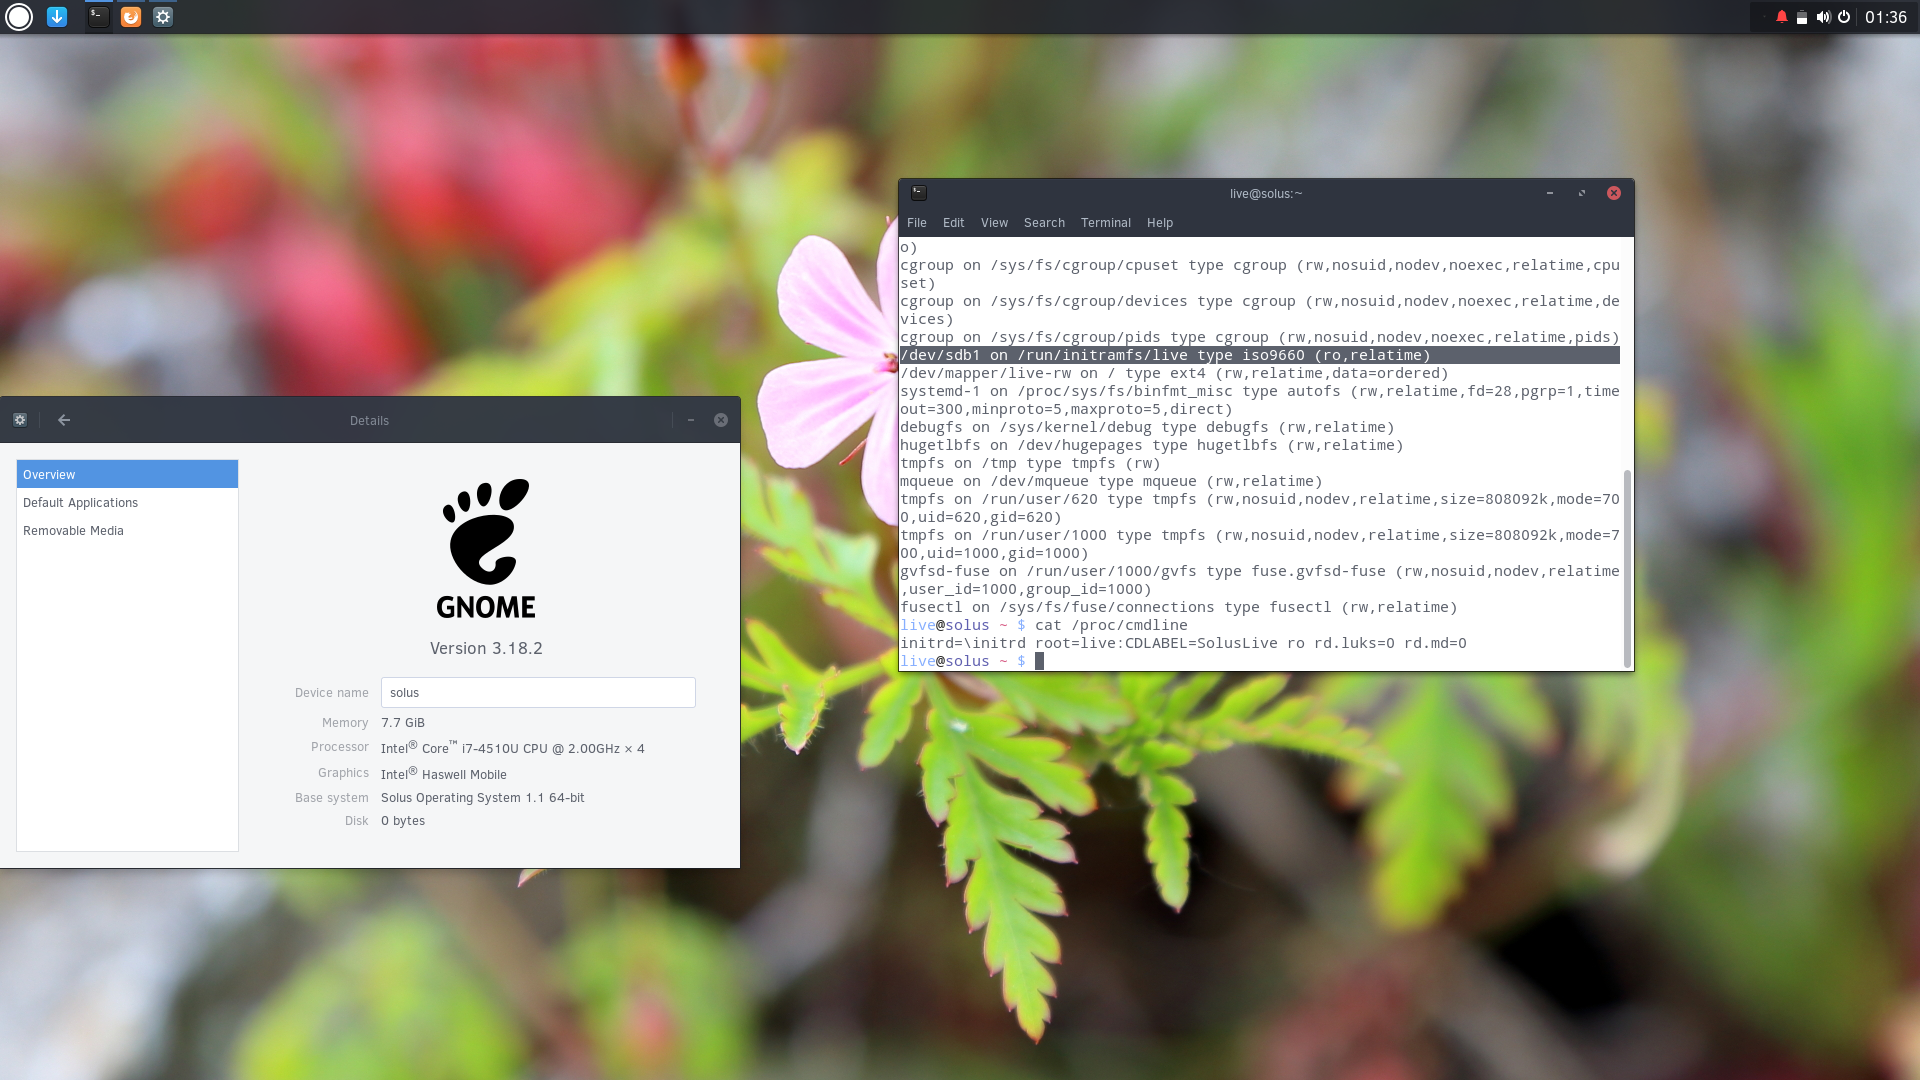 01:36
Details
Overview
Default Applications
Removable Media
GNOME
Version 3.18.2
Device name solus
Memory 7.7 GiB
Processor Intel® Core™ i7-4510U CPU @ 2.00GHz × 4
Graphics Intel® Haswell Mobile
Base system Solus Operating System 1.1 64-bit
Disk 0 bytes
live@solus:~
File Edit View Search Terminal Help
o)
cgroup on /sys/fs/cgroup/cpuset type cgroup (rw,nosuid,nodev,noexec,relatime,cpu
set)
cgroup on /sys/fs/cgroup/devices type cgroup (rw,nosuid,nodev,noexec,relatime,de
vices)
cgroup on /sys/fs/cgroup/pids type cgroup (rw,nosuid,nodev,noexec,relatime,pids)
/dev/sdb1 on /run/initramfs/live type iso9660 (ro,relatime)
/dev/mapper/live-rw on / type ext4 (rw,relatime,data=ordered)
systemd-1 on /proc/sys/fs/binfmt_misc type autofs (rw,relatime,fd=28,pgrp=1,time
out=300,minproto=5,maxproto=5,direct)
debugfs on /sys/kernel/debug type debugfs (rw,relatime)
hugetlbfs on /dev/hugepages type hugetlbfs (rw,relatime)
tmpfs on /tmp type tmpfs (rw)
mqueue on /dev/mqueue type mqueue (rw,relatime)
tmpfs on /run/user/620 type tmpfs (rw,nosuid,nodev,relatime,size=808092k,mode=70
0,uid=620,gid=620)
tmpfs on /run/user/1000 type tmpfs (rw,nosuid,nodev,relatime,size=808092k,mode=7
00,uid=1000,gid=1000)
gvfsd-fuse on /run/user/1000/gvfs type fuse.gvfsd-fuse (rw,nosuid,nodev,relatime
,user_id=1000,group_id=1000)
fusectl on /sys/fs/fuse/connections type fusectl (rw,relatime)
live@solus ~ $ cat /proc/cmdline
initrd=\initrd root=live:CDLABEL=SolusLive ro rd.luks=0 rd.md=0
live@solus ~ $